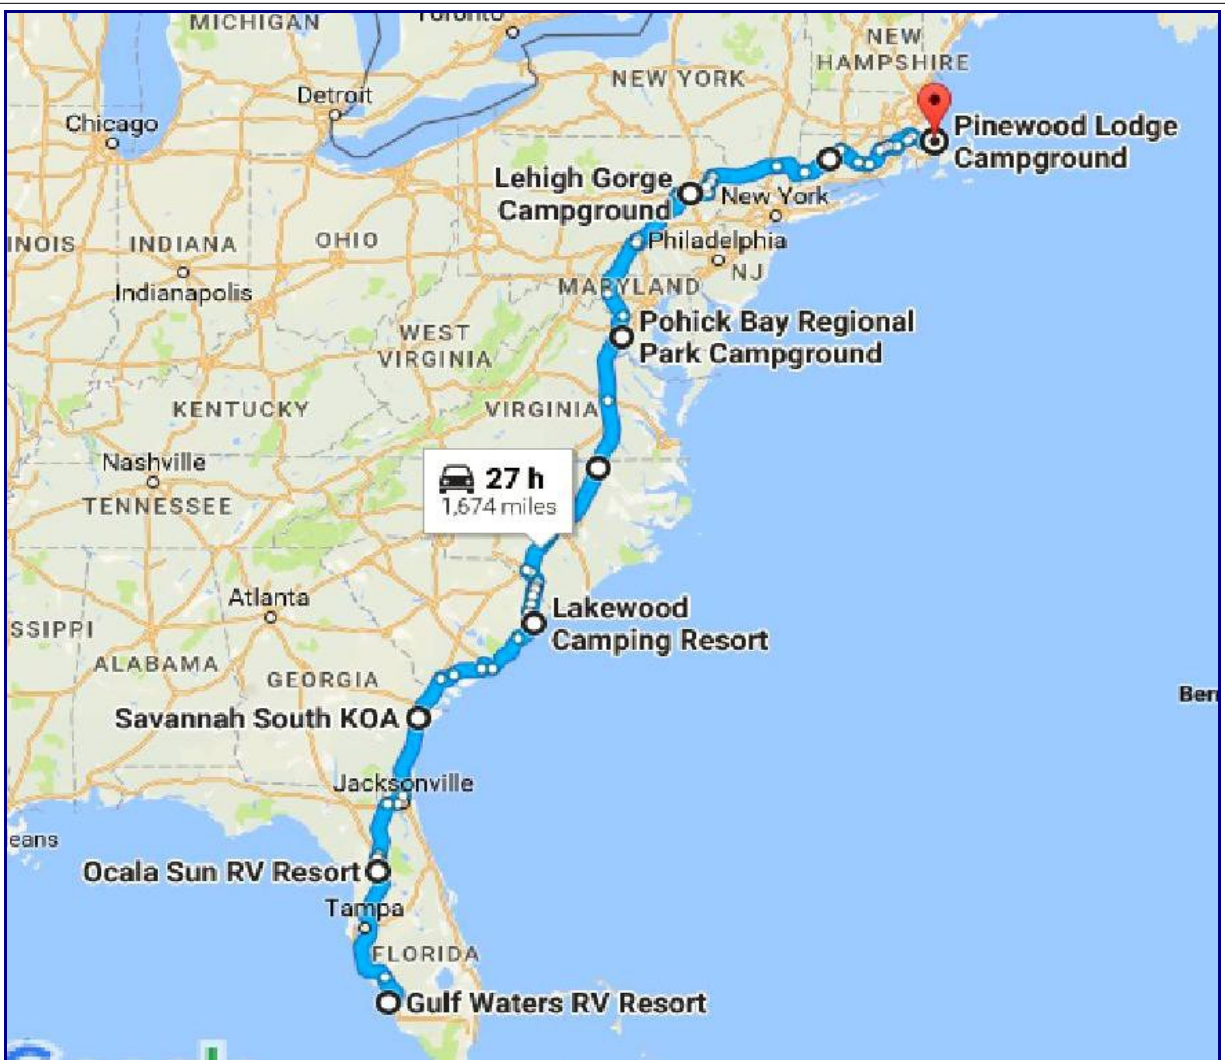 MICHIGAN
NEW
HAMPSHIRE
NEW YORK
Detroit
Chicago
Pinewood Lodge
Campground
Lehigh Gorge
Campground
New York
INOIS
INDIANA
OHIO
Philadelphia
NJ
Indianapolis
MARYLAND
Pohick Bay Regional
Park Campground
WEST
VIRGINIA
KENTUCKY
VIRGINIA
Nashville
TENNESSEE
27 h
1,674 miles
Atlanta
Lakewood
Camping Resort
SSIPPI
ALABAMA
GEORGIA
Ber
Savannah South KOA
Jacksonville
eans
Ocala Sun RV Resort
Tampa
FLORIDA
Gulf Waters RV Resort